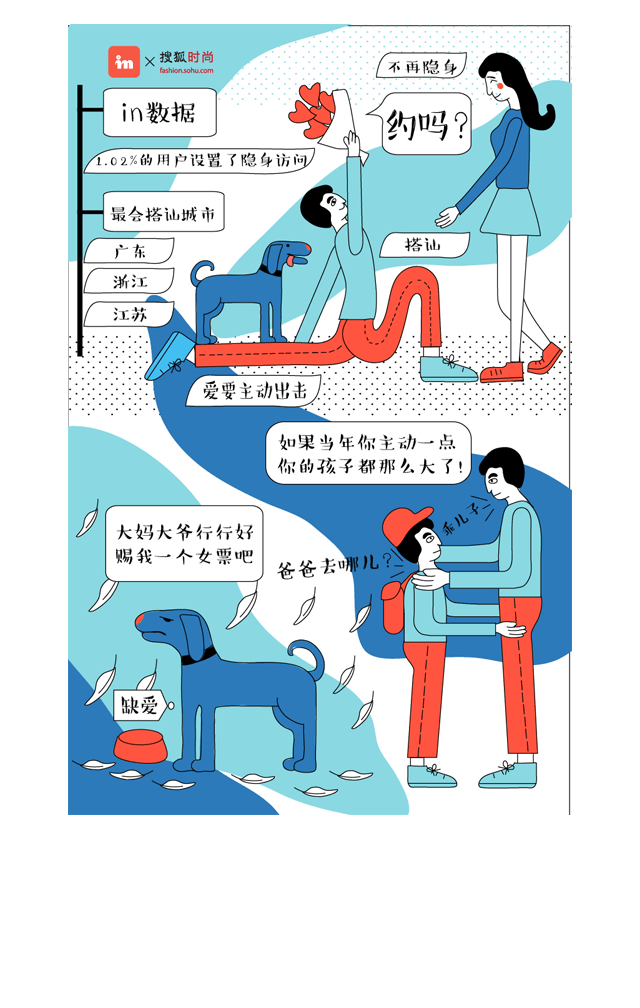 in
×
搜狐时尚
fashion.sohu.com
in数据
1.02%的用户设置了隐身访问
最会搭讪城市
广东
浙江
江苏
不再隐身
约吗?
搭讪
爱要主动出击
如果当年你主动一点
你的孩子都那么大了!
乖儿子
爸爸去哪儿?
大妈大爷行行好
赐我一个女票吧
缺爱